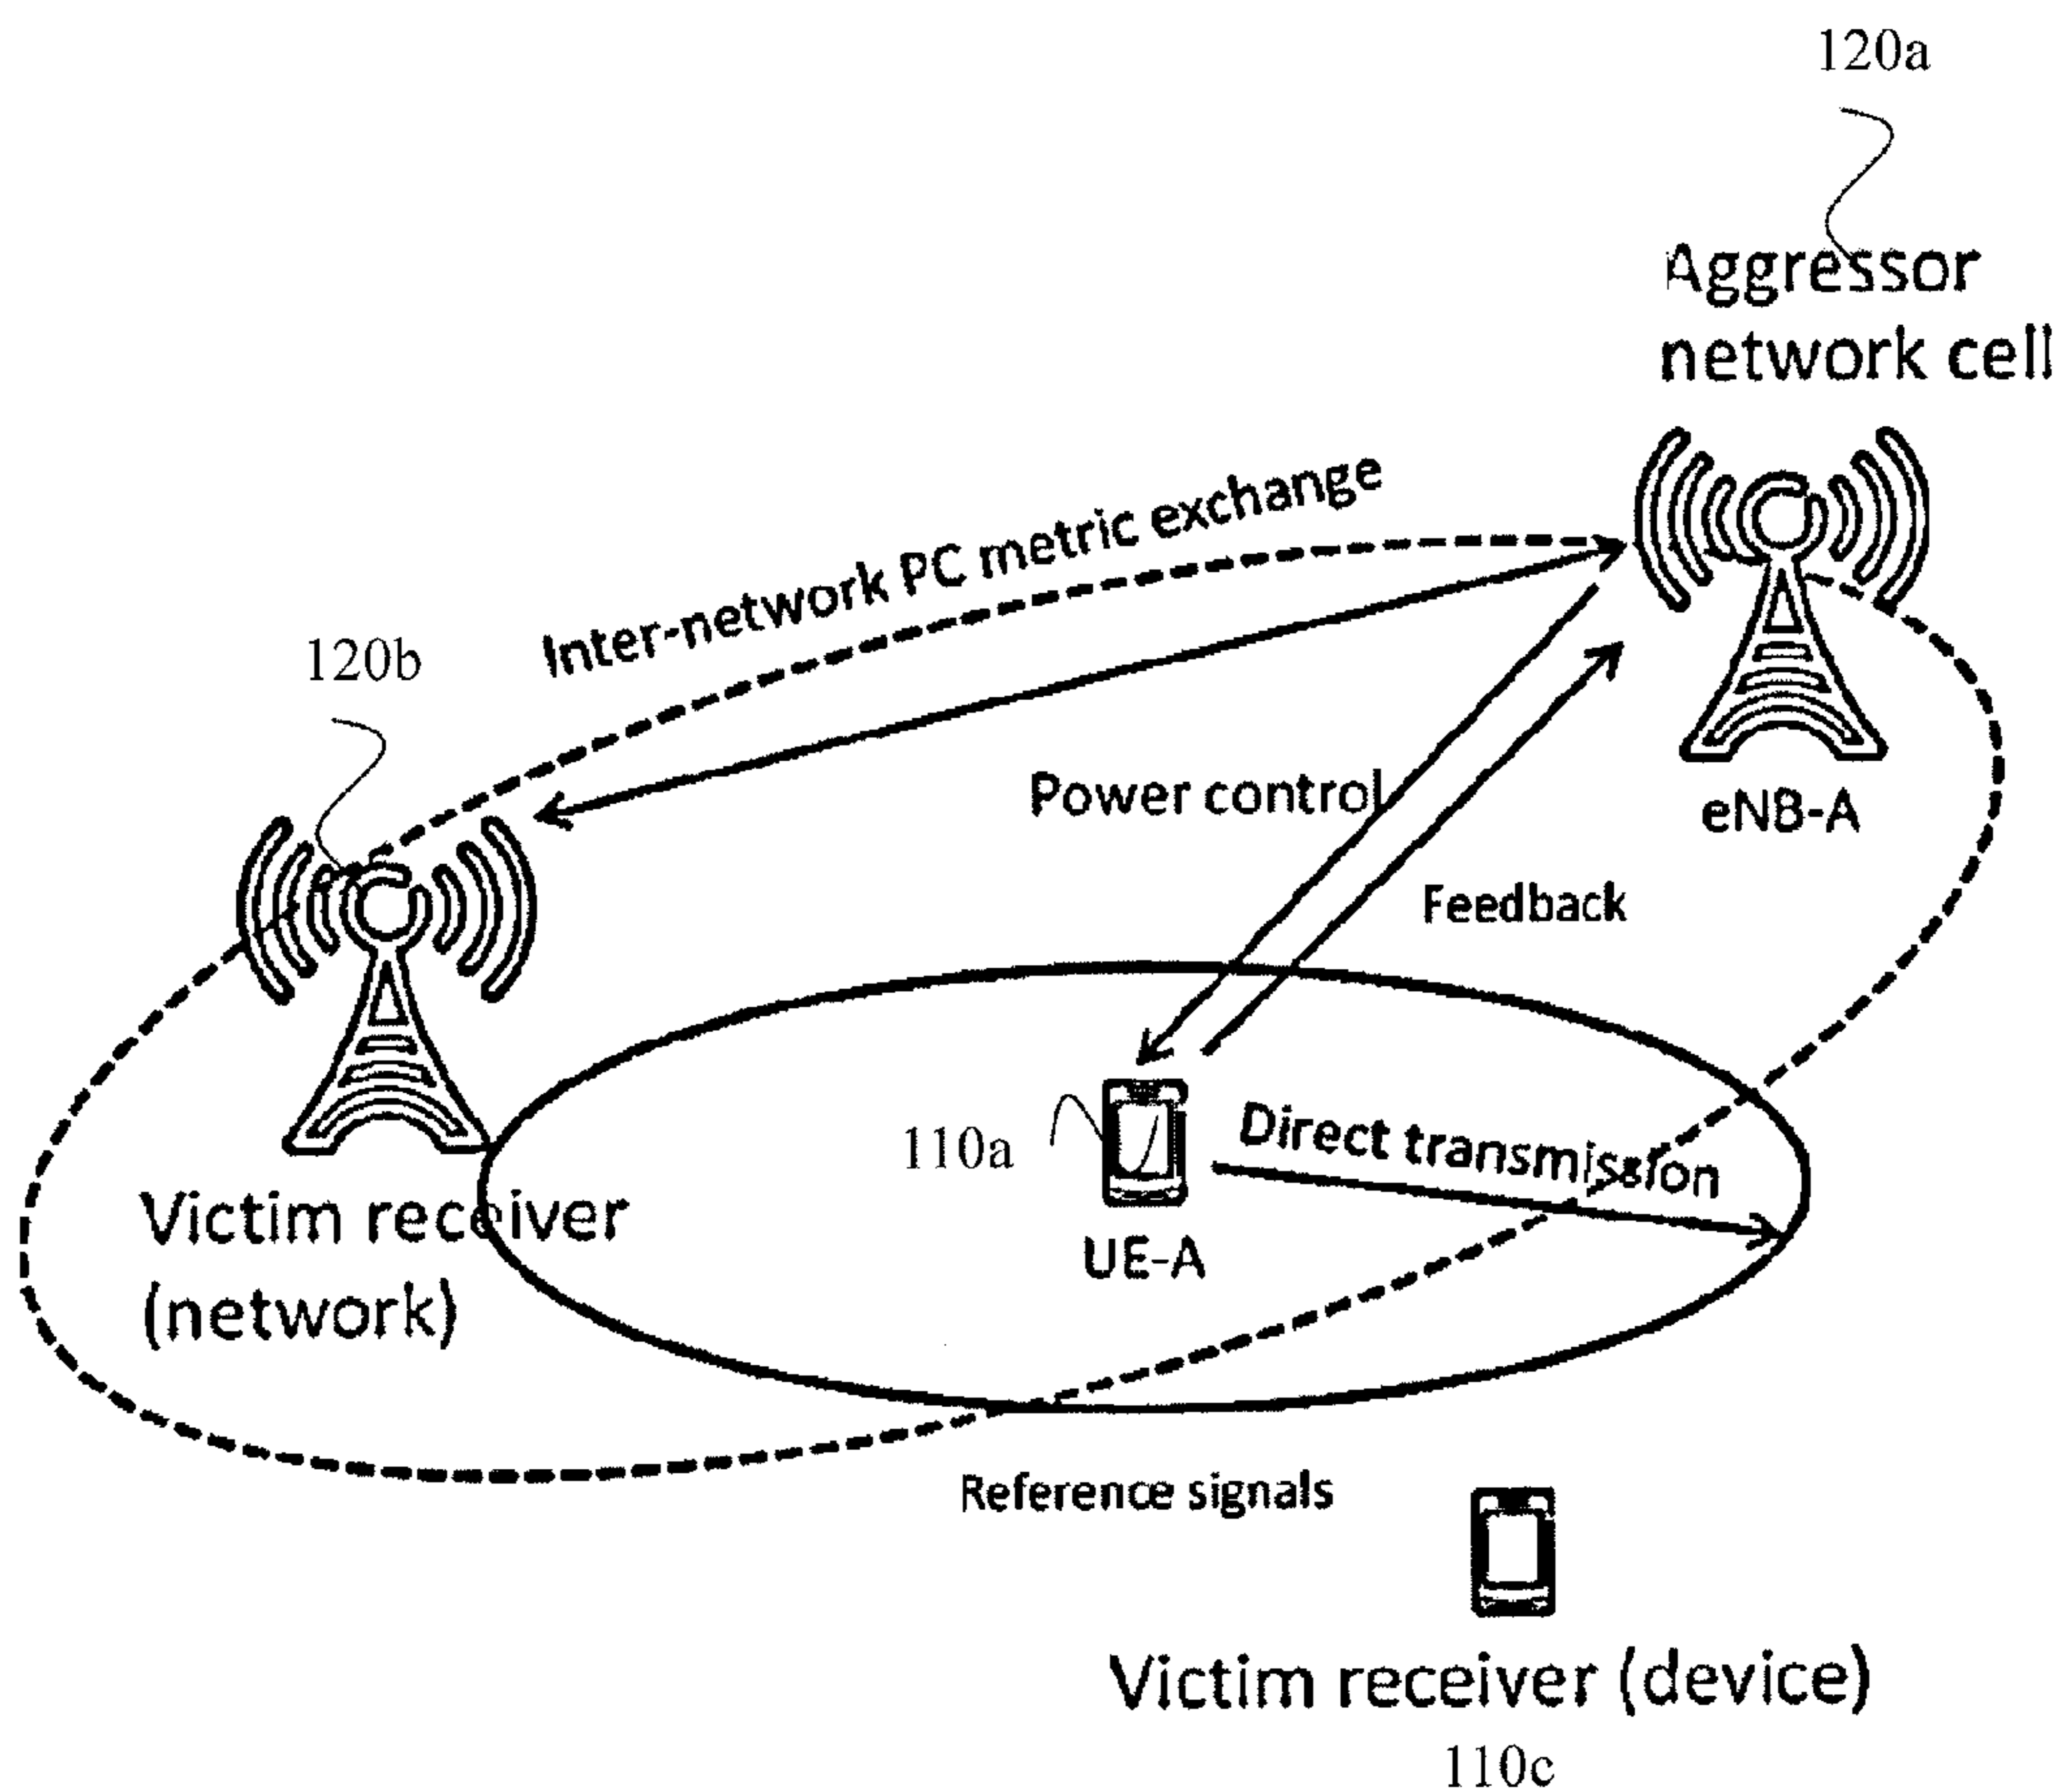 120a
Aggressor
network cell
Inter-network PC metric exchange
120b
Power control
eNB-A
Feedback
110a
Direct transmission
UE-A
Victim receiver
(network)
Reference signals
Victim receiver (device)
110c